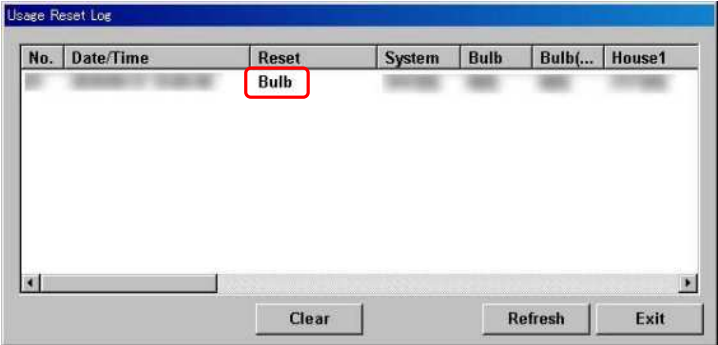 Usage Reset Log
No. Date/Time Reset System Bulb Bulb(... House1
Bulb
Clear Refresh Exit